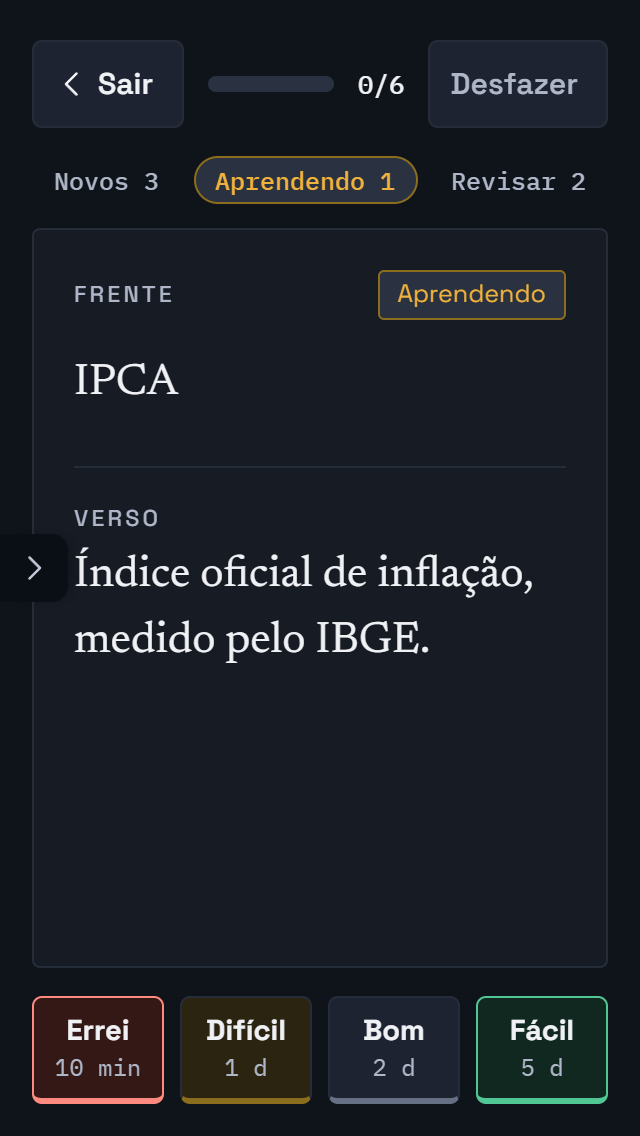 Sair
0/6
Desfazer
Novos 3
Aprendendo 1
Revisar 2
FRENTE
Aprendendo
IPCA
VERSO
Índice oficial de inflação,
medido pelo IBGE.
Errei
10 min
Difícil
1 d
Bom
2 d
Fácil
5 d